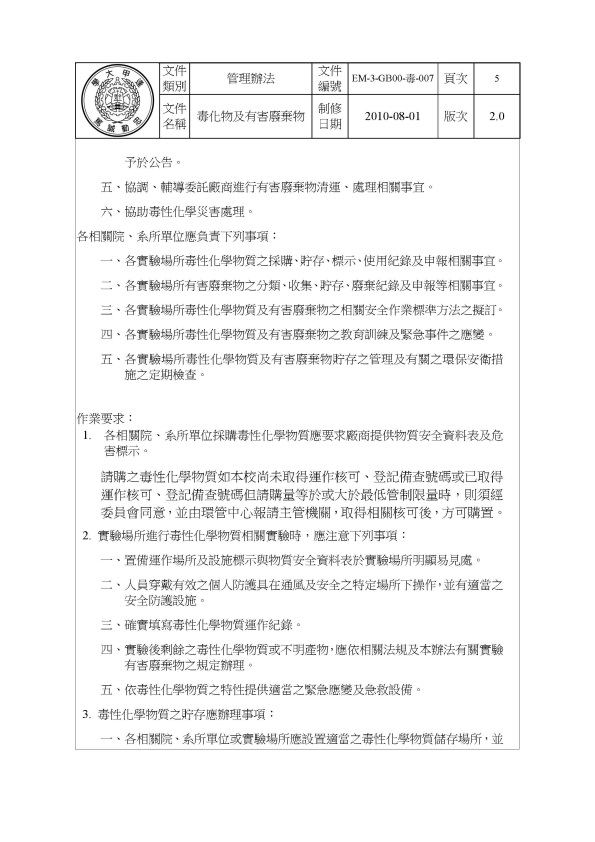 逢甲大學
忠勤誠篤
文件類別
管理辦法
文件編號
EM-3-GB00-毒-007
頁次
5
文件名稱
毒化物及有害廢棄物
制修日期
2010-08-01
版次
2.0
予於公告。
五、協調、輔導委託廠商進行有害廢棄物清運、處理相關事宜。
六、協助毒性化學災害處理。
各相關院、系所單位應負責下列事項：
一、各實驗場所毒性化學物質之採購、貯存、標示、使用紀錄及申報相關事宜。
二、各實驗場所有害廢棄物之分類、收集、貯存、廢棄紀錄及申報等相關事宜。
三、各實驗場所毒性化學物質及有害廢棄物之相關安全作業標準方法之擬訂。
四、各實驗場所毒性化學物質及有害廢棄物之教育訓練及緊急事件之應變。
五、各實驗場所毒性化學物質及有害廢棄物貯存之管理及有關之環保安衛措
施之定期檢查。
作業要求：
1. 各相關院、系所單位採購毒性化學物質應要求廠商提供物質安全資料表及危
害標示。
請購之毒性化學物質如本校尚未取得運作核可、登記備查號碼或已取得
運作核可、登記備查號碼但請購量等於或大於最低管制限量時，則須經
委員會同意，並由環管中心報請主管機關，取得相關核可後，方可購置。
2. 實驗場所進行毒性化學物質相關實驗時，應注意下列事項：
一、置備運作場所及設施標示與物質安全資料表於實驗場所明顯易見處。
二、人員穿戴有效之個人防護具在通風及安全之特定場所下操作，並有適當之
安全防護設施。
三、確實填寫毒性化學物質運作紀錄。
四、實驗後剩餘之毒性化學物質或不明產物，應依相關法規及本辦法有關實驗
有害廢棄物之規定辦理。
五、依毒性化學物質之特性提供適當之緊急應變及急救設備。
3. 毒性化學物質之貯存應辦理事項：
一、各相關院、系所單位或實驗場所應設置適當之毒性化學物質儲存場所，並